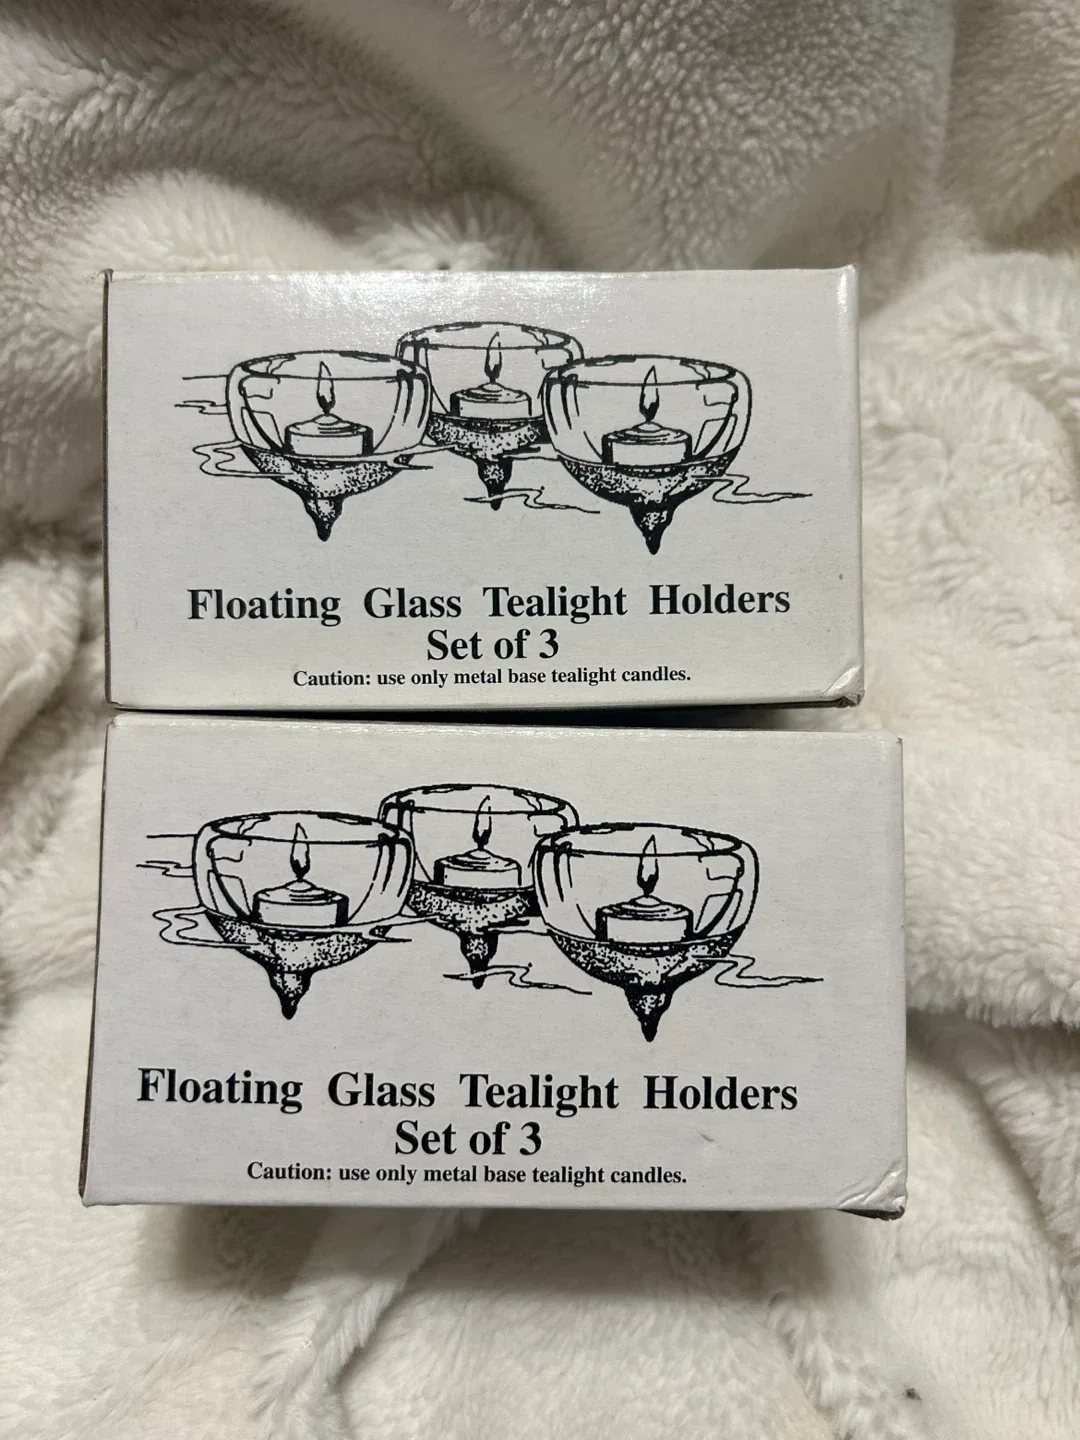 Floating Glass Tealight Holders
Set of 3
Caution: use only metal base tealight candles.
Floating Glass Tealight Holders
Set of 3
Caution: use only metal base tealight candles.